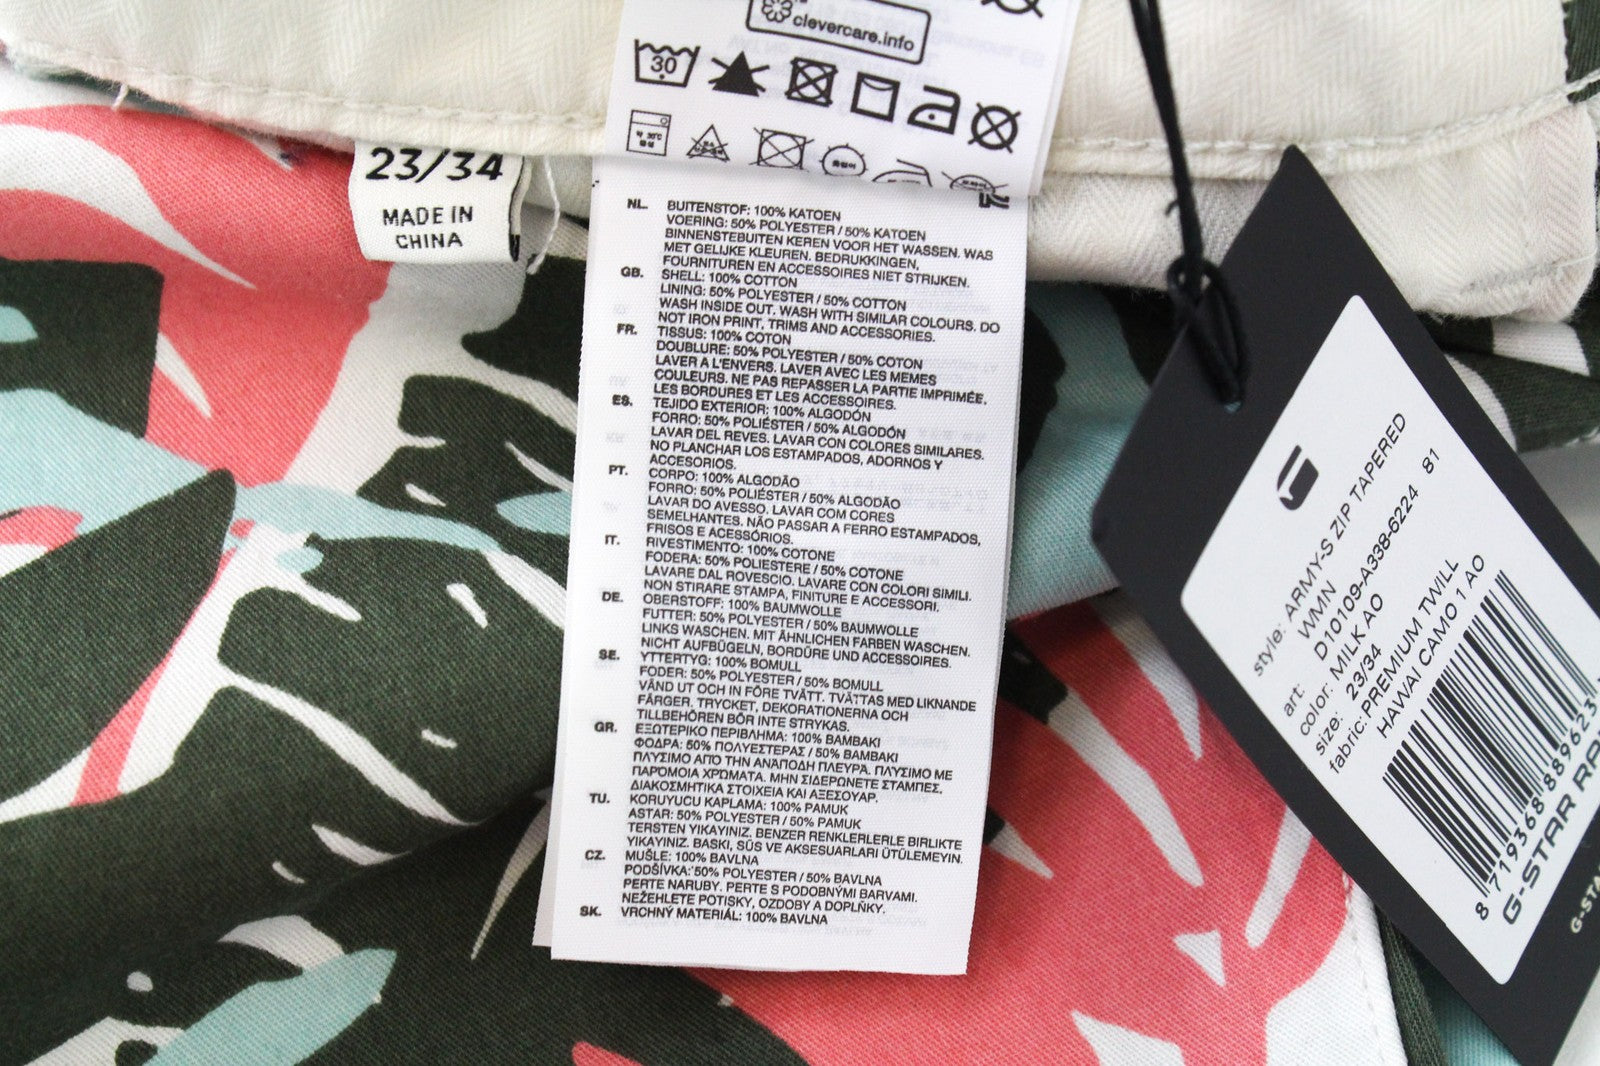 clevercare.info
30
23/34
MADE IN
CHINA
NL. BUITENSTOF: 100% KATOEN
VOERING: 50% POLYESTER / 50% KATOEN
BINNENSTEBUITEN KEREN VOOR HET WASSEN. WAS
MET GELIJKE KLEUREN. BEDRUKKINGEN,
FOURNITUREN EN ACCESSOIRES NIET STRIJKEN.
GB. SHELL: 100% COTTON
LINING: 50% POLYESTER / 50% COTTON
WASH INSIDE OUT. WASH WITH SIMILAR COLOURS. DO
NOT IRON PRINT, TRIMS AND ACCESSORIES.
FR. TISSUS: 100% COTON
DOUBLURE: 50% POLYESTER / 50% COTON
LAVER A L'ENVERS. LAVER AVEC LES MEMES
COULEURS. NE PAS REPASSER LA PARTIE IMPRIMÉE,
LES BORDURES ET LES ACCESSOIRES.
ES. TEJIDO EXTERIOR: 100% ALGODÓN
FORRO: 50% POLIÉSTER / 50% ALGODÓN
LAVAR DEL REVES. LAVAR CON COLORES SIMILARES.
NO PLANCHAR LOS ESTAMPADOS, ADORNOS Y
ACCESORIOS.
PT. CORPO: 100% ALGODÃO
FORRO: 50% POLIÉSTER / 50% ALGODÃO
LAVAR DO AVESSO. LAVAR COM CORES
SEMELHANTES. NÃO PASSAR A FERRO ESTAMPADOS,
FRISOS E ACESSÓRIOS.
IT. RIVESTIMENTO: 100% COTONE
FODERA: 50% POLIESTERE / 50% COTONE
LAVARE DAL ROVESCIO. LAVARE CON COLORI SIMILI.
NON STIRARE STAMPA, FINITURE E ACCESSORI.
DE. OBERSTOFF: 100% BAUMWOLLE
FUTTER: 50% POLYESTER / 50% BAUMWOLLE
LINKS WASCHEN. MIT ÄHNLICHEN FARBEN WASCHEN.
NICHT AUFBÜGELN, BORDÜRE UND ACCESSOIRES.
SE. YTTERTYG: 100% BOMULL
FODER: 50% POLYESTER / 50% BOMULL
VÄND UT OCH IN FÖRE TVÄTT. TVÄTTAS MED LIKNANDE
FÄRGER. TRYCKET, DEKORATIONERNA OCH
TILLBEHÖREN BÖR INTE STRYKAS.
GR. ΕΞΩΤΕΡΙΚΟ ΠΕΡΙΒΛΗΜΑ: 100% ΒΑΜΒΑΚΙ
ΦΟΔΡΑ: 50% ΠΟΛΥΕΣΤΕΡΑΣ / 50% ΒΑΜΒΑΚΙ
ΠΛΥΣΙΜΟ ΑΠΟ ΤΗΝ ΑΝΑΠΟΔΗ ΠΛΕΥΡΑ. ΠΛΥΣΙΜΟ ΜΕ
ΠΑΡΟΜΟΙΑ ΧΡΩΜΑΤΑ. ΜΗΝ ΣΙΔΕΡΩΝΕΤΕ ΣΤΑΜΠΕΣ,
ΔΙΑΚΟΣΜΗΤΙΚΑ ΣΤΟΙΧΕΙΑ ΚΑΙ ΑΞΕΣΟΥΑΡ.
TU. KORUYUCU KAPLAMA: 100% PAMUK
ASTAR: 50% POLYESTER / 50% PAMUK
TERSTEN YIKAYINIZ. BENZER RENKLERLERLE BIRLIKTE
YIKAYINIZ. BASKI, SÜS VE AKSESUARLARI ÜTÜLEMEYIN.
CZ. MUŠLE: 100% BAVLNA
PODŠÍVKA: 50% POLYESTER / 50% BAVLNA
PERTE NARUBY. PERTE S PODOBNÝMI BARVAMI.
NEŽEHLETE POTISKY, OZDOBY A DOPLŇKY.
SK. VRCHNÝ MATERIÁL: 100% BAVLNA
style: ARMY-S ZIP TAPERED
WMN
art: D10109-A338-6224 81
color: MILK AO
size: 23/34
fabric: PREMIUM TWILL
HAWAI CAMO 1 AO
8719368889623
G-STAR RA
G-STA